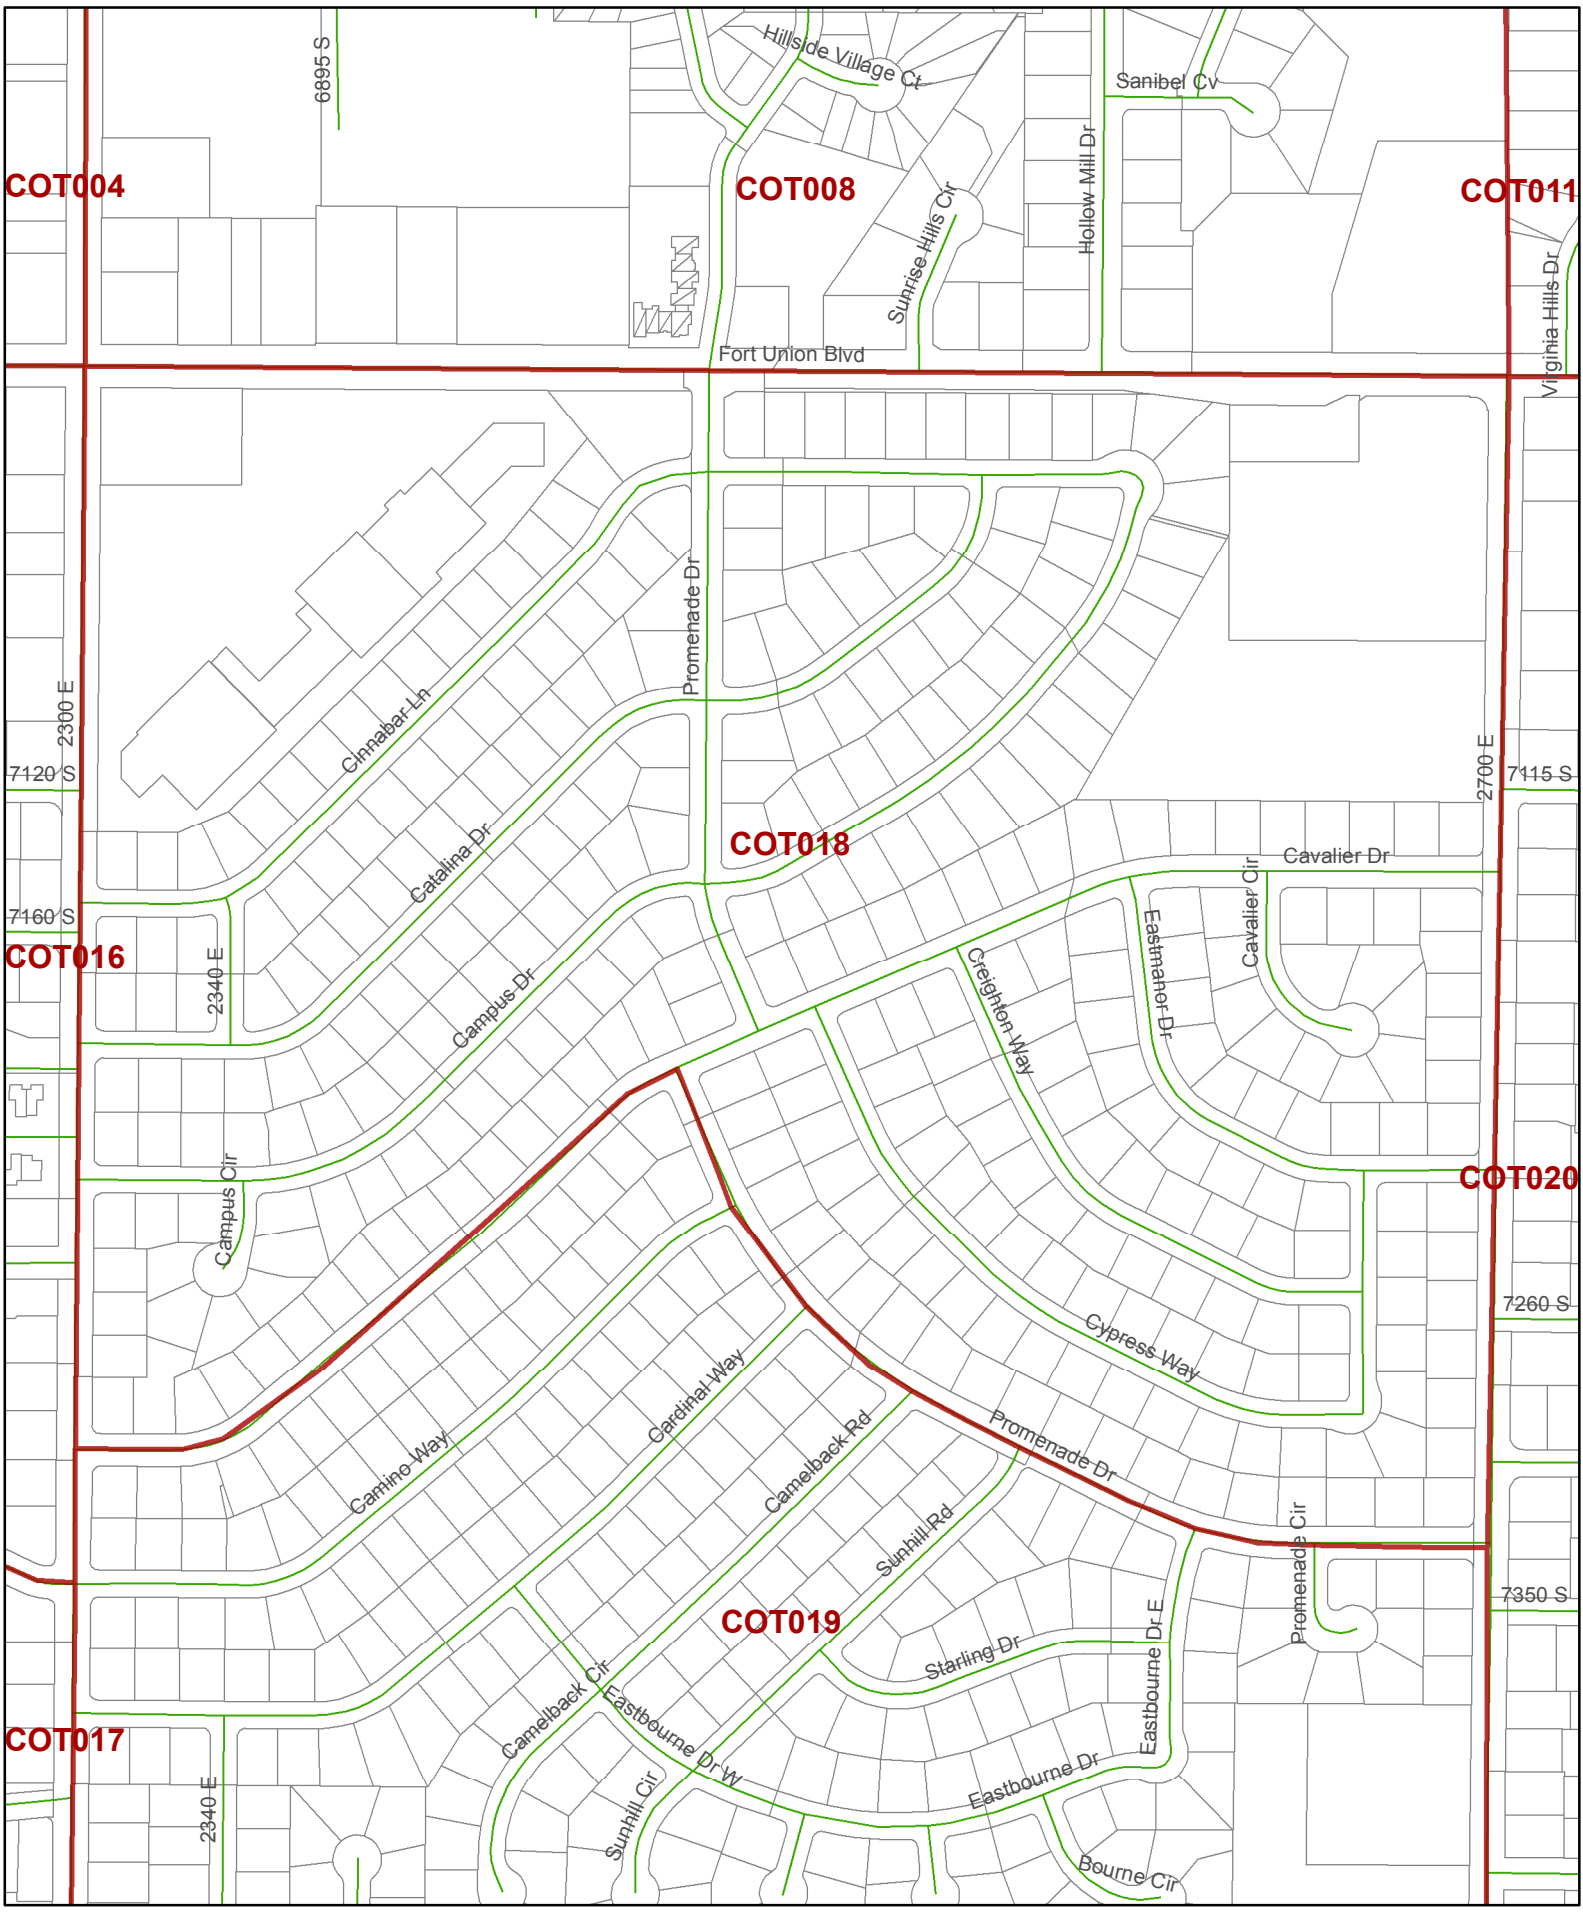 Hillside Village Ct
6895 S
Sanibel Cv
COT004
COT008
COT011
Hollow Mill Dr
Sunrise Hills Cir
Virginia Hills Dr
Fort Union Blvd
Promenade Dr
2300 E
Cinnabar Ln
7120 S
2700 E
7115 S
Catalina Dr
COT018
Cavalier Dr
Cavalier Cir
7160 S
COT016
2340 E
Campus Dr
Creighton Way
Eastmanor Dr
Campus Cir
COT020
7260 S
Cypress Way
Cardinal Way
Camelback Rd
Promenade Dr
Camino Way
Sunhill Rd
Promenade Cir
7350 S
COT019
Starling Dr
Eastbourne Dr E
Camelback Cir
Eastbourne Dr W
COT017
Eastbourne Dr
2340 E
Sunhill Cir
Bourne Cir